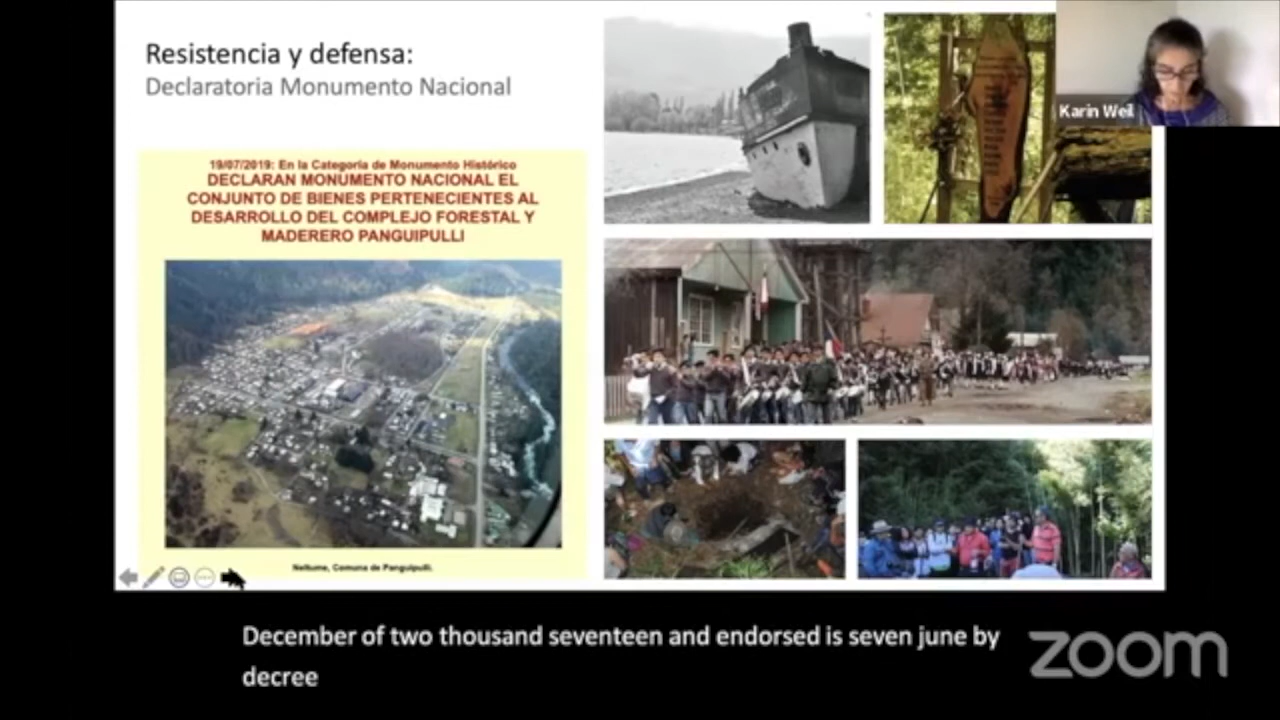 Resistencia y defensa:
Declaratoria Monumento Nacional
19/07/2019: En la Categoría de Monumento Histórico
DECLARAN MONUMENTO NACIONAL EL
CONJUNTO DE BIENES PERTENECIENTES AL
DESARROLLO DEL COMPLEJO FORESTAL Y
MADERERO PANGUIPULLI
Neltume, Comuna de Panguipulli.
Karin Weil
December of two thousand seventeen and endorsed is seven june by
decree
zoom